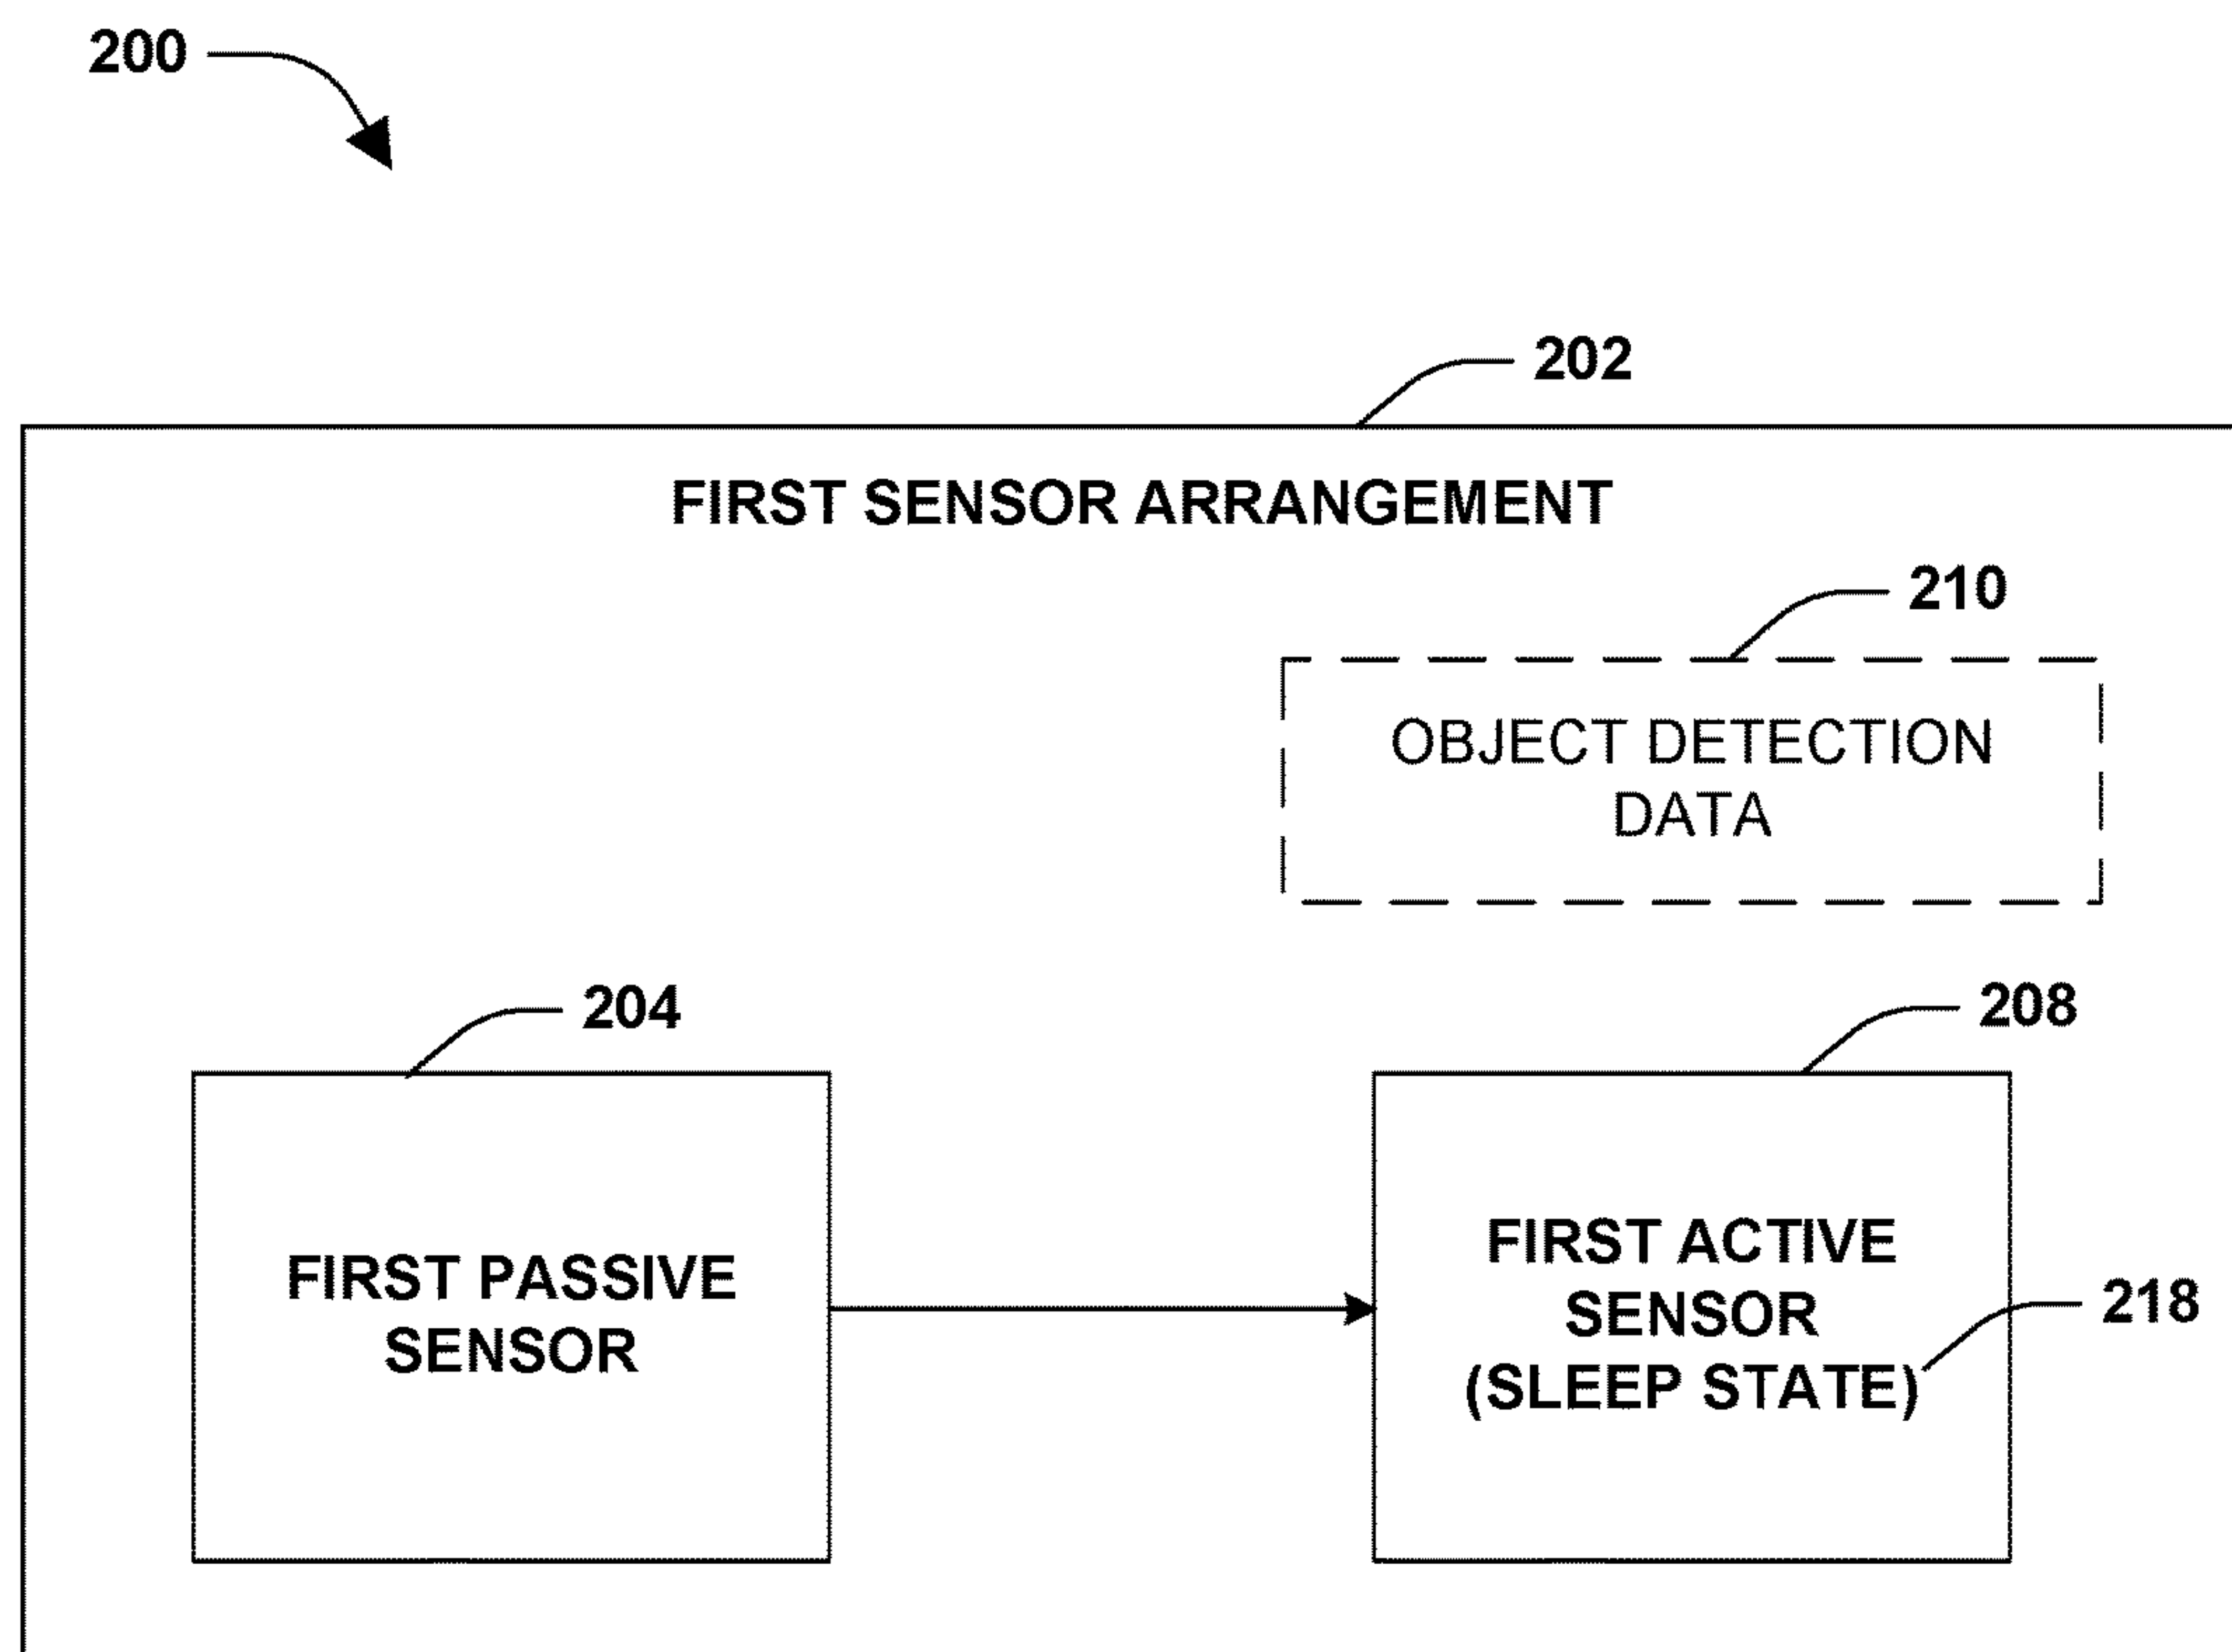 200
202
FIRST SENSOR ARRANGEMENT
210
OBJECT DETECTION
DATA
204
208
FIRST PASSIVE
SENSOR
FIRST ACTIVE
SENSOR
(SLEEP STATE)
218